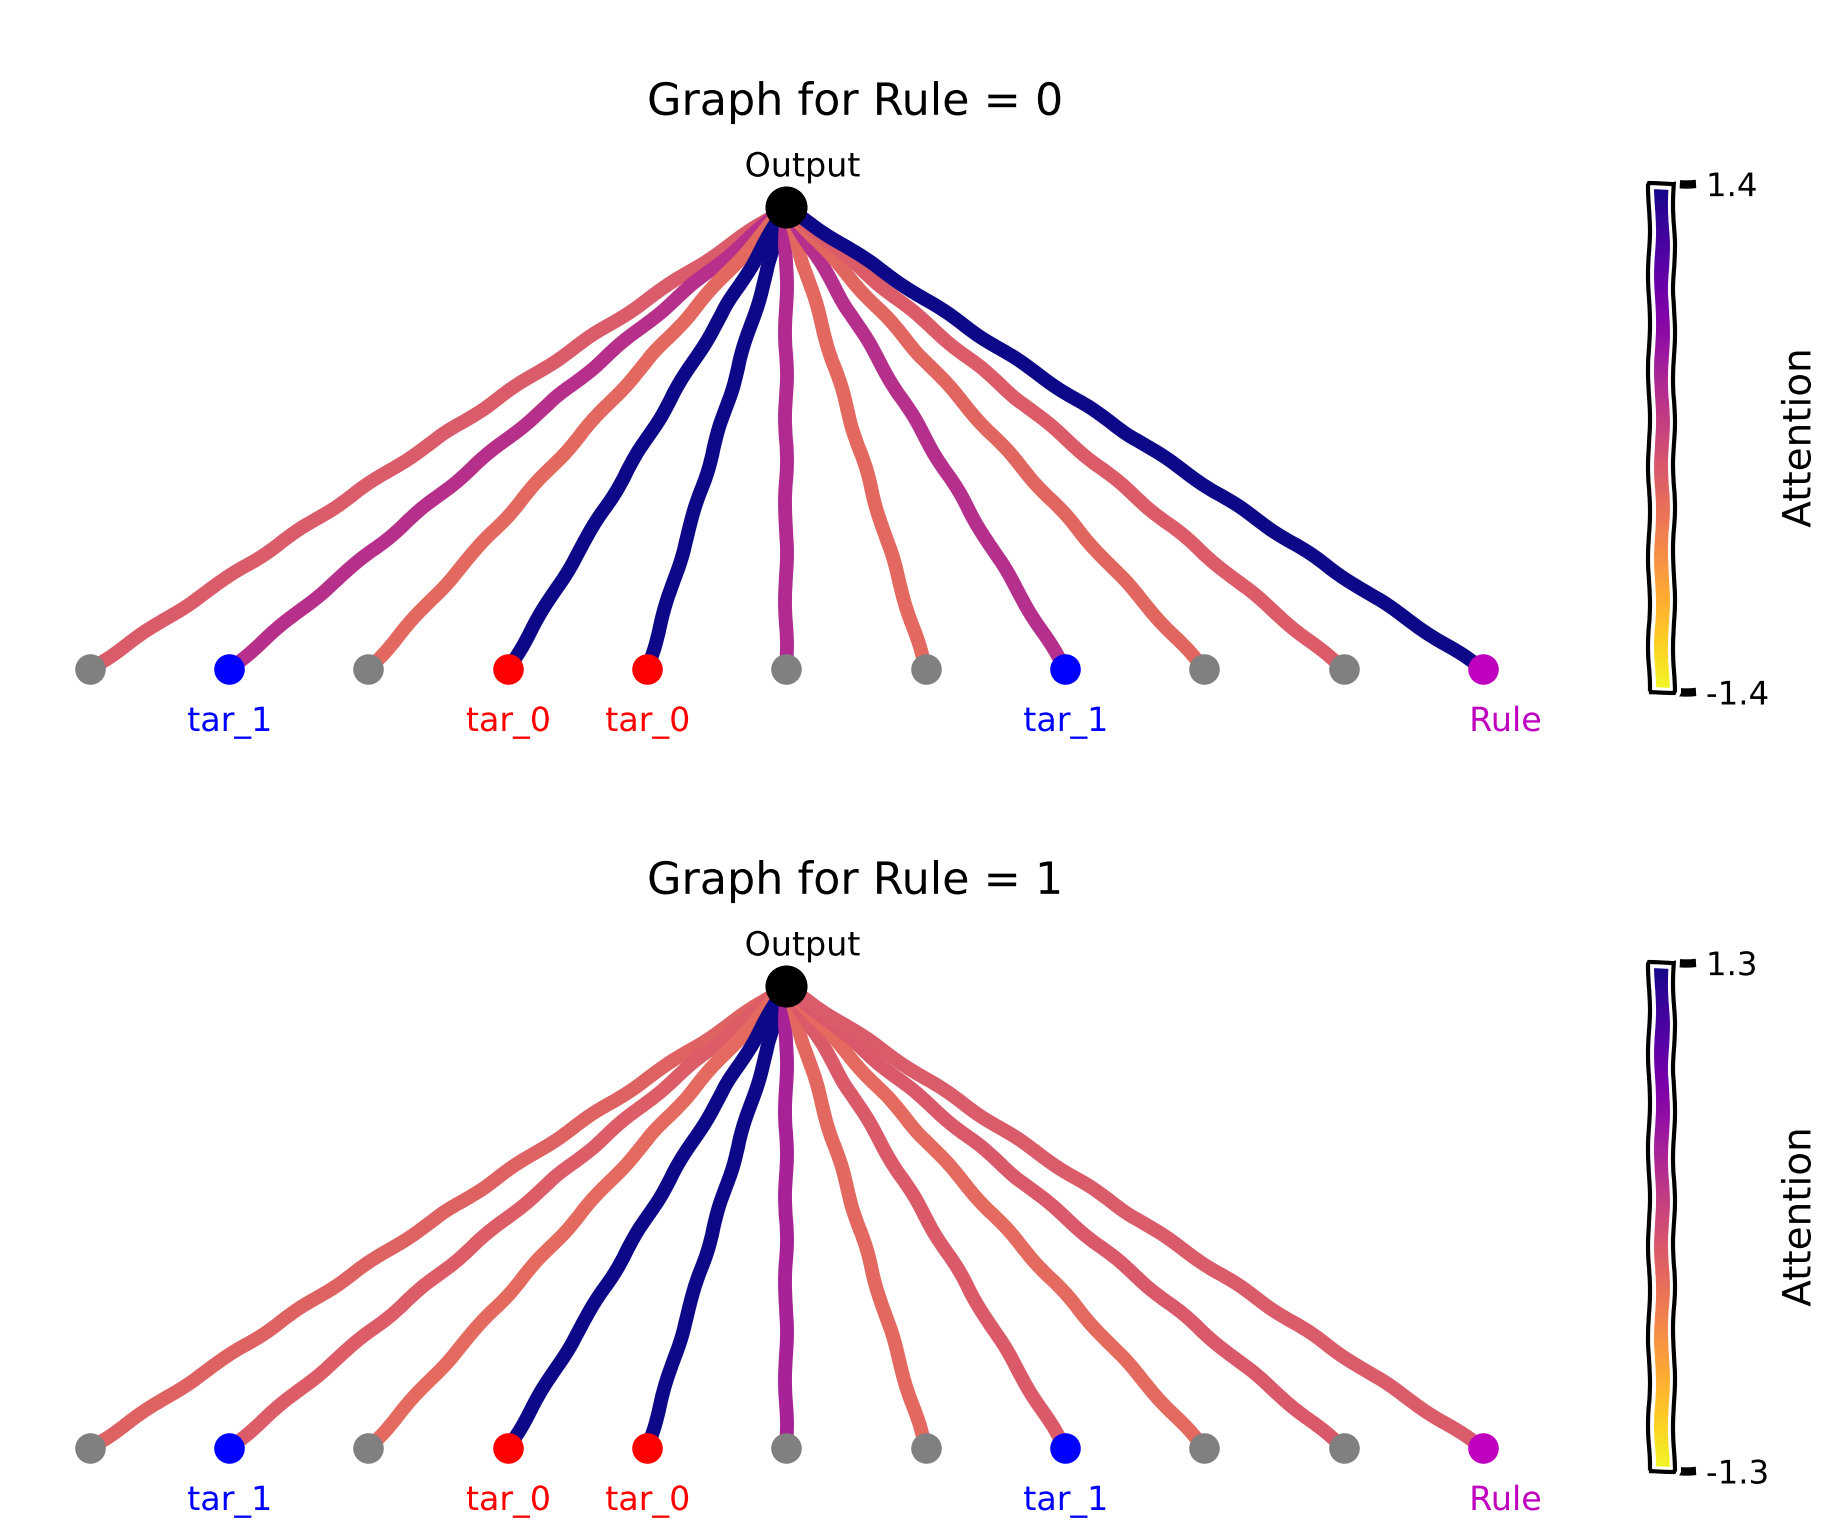 Graph for Rule = 0
Output
1.4
Attention
-1.4
tar_1 tar_0 tar_0 tar_1 Rule
Graph for Rule = 1
Output
1.3
Attention
-1.3
tar_1 tar_0 tar_0 tar_1 Rule